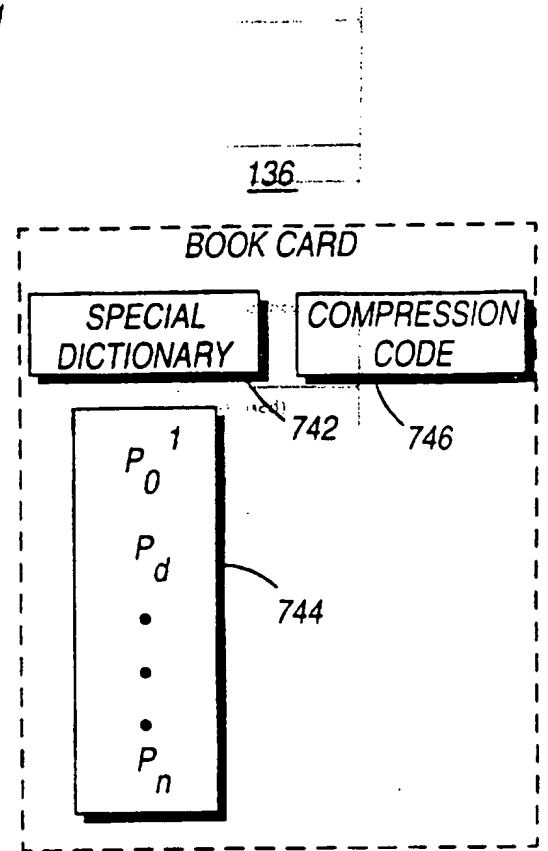 136
BOOK CARD
SPECIAL
DICTIONARY
COMPRESSION
CODE
742
746
P0 1
Pd
744
•
•
•
Pn